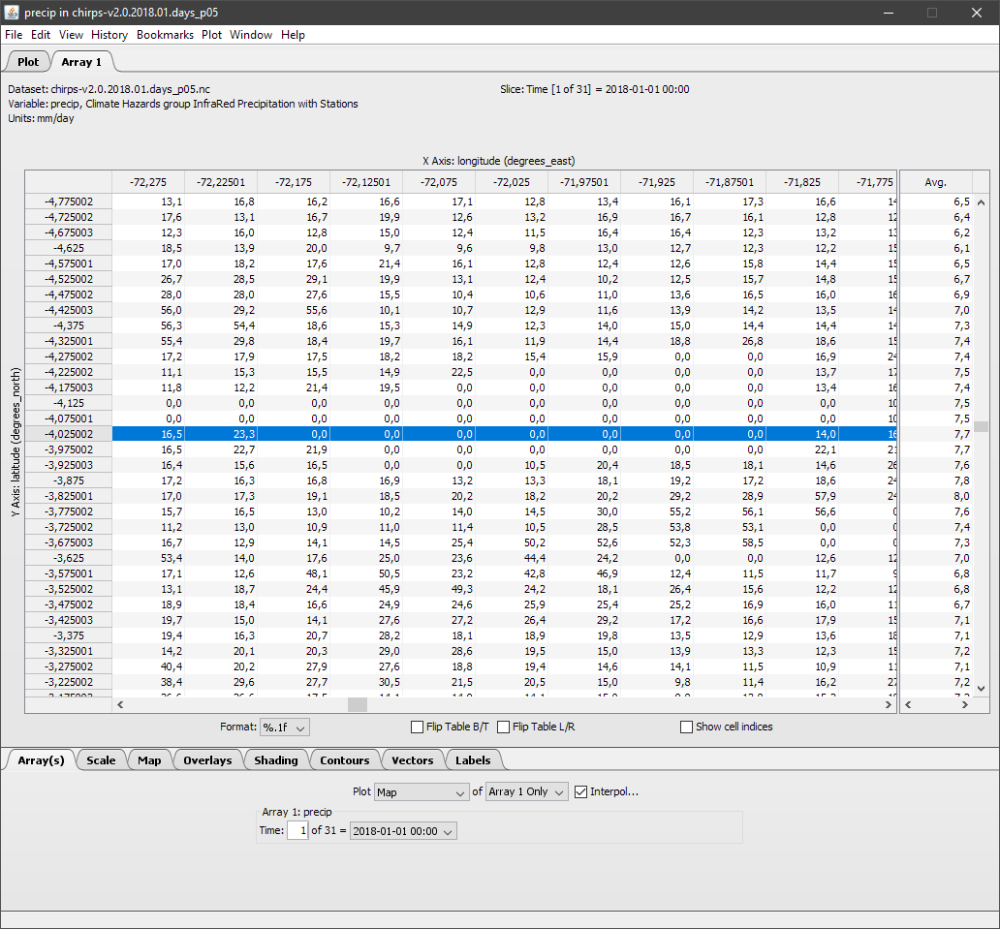 precip in chirps-v2.0.2018.01.days_p05
File Edit View History Bookmarks Plot Window Help
Plot Array 1
Dataset: chirps-v2.0.2018.01.days_p05.nc Slice: Time [1 of 31] = 2018-01-01 00:00
Variable: precip, Climate Hazards group InfraRed Precipitation with Stations
Units: mm/day
X Axis: longitude (degrees_east)
Y Axis: latitude (degrees_north)
-72,275 -72,22501 -72,175 -72,12501 -72,075 -72,025 -71,97501 -71,925 -71,87501 -71,825 -71,775 Avg.
-4,775002 13,1 16,8 16,2 16,6 17,1 12,8 13,4 16,1 17,3 16,6 14 6,5
-4,725002 17,6 13,1 16,7 19,9 12,6 13,2 16,9 16,7 16,1 12,8 12 6,4
-4,675003 12,3 16,0 12,8 15,0 12,4 11,5 16,4 16,4 12,3 13,2 13 6,2
-4,625 18,5 13,9 20,0 9,7 9,6 9,8 13,0 12,7 12,3 12,2 15 6,1
-4,575001 17,0 18,2 17,6 21,4 16,1 12,8 12,4 12,6 15,8 14,4 15 6,5
-4,525002 26,7 28,5 29,1 19,9 13,1 12,4 10,2 12,5 15,7 14,8 15 6,7
-4,475002 28,0 28,0 27,6 15,5 10,4 10,6 11,0 13,6 16,5 16,0 16 6,9
-4,425003 56,0 29,2 55,6 10,1 10,7 12,9 11,6 13,9 14,2 13,5 14 7,0
-4,375 56,3 54,4 18,6 15,3 14,9 12,3 14,0 15,0 14,4 14,4 14 7,3
-4,325001 55,4 29,8 18,4 19,7 16,1 11,9 14,4 18,8 26,8 18,6 15 7,4
-4,275002 17,2 17,9 17,5 18,2 18,2 15,4 15,9 0,0 0,0 16,9 24 7,4
-4,225002 11,1 15,3 15,5 14,9 22,5 0,0 0,0 0,0 0,0 13,7 17 7,5
-4,175003 11,8 12,2 21,4 19,5 0,0 0,0 0,0 0,0 0,0 13,4 16 7,4
-4,125 0,0 0,0 0,0 0,0 0,0 0,0 0,0 0,0 0,0 0,0 10 7,5
-4,075001 0,0 0,0 0,0 0,0 0,0 0,0 0,0 0,0 0,0 0,0 10 7,5
-4,025002 16,5 23,3 0,0 0,0 0,0 0,0 0,0 0,0 0,0 14,0 16 7,7
-3,975002 16,5 22,7 21,9 0,0 0,0 0,0 0,0 0,0 0,0 22,1 21 7,7
-3,925003 16,4 15,6 16,5 0,0 0,0 10,5 20,4 18,5 18,1 14,6 26 7,6
-3,875 17,2 16,3 16,8 16,9 13,2 13,3 18,1 19,2 17,2 18,6 24 7,8
-3,825001 17,0 17,3 19,1 18,5 20,2 18,2 20,2 29,2 28,9 57,9 24 8,0
-3,775002 15,7 16,5 13,0 10,2 14,0 14,5 30,0 55,2 56,1 56,6 0 7,6
-3,725002 11,2 13,0 10,9 11,0 11,4 10,5 28,5 53,8 53,1 0,0 0 7,4
-3,675003 16,7 12,9 14,1 14,5 25,4 50,2 52,6 52,3 58,5 0,0 0 7,3
-3,625 53,4 14,0 17,6 25,0 23,6 44,4 24,2 0,0 0,0 12,6 12 7,0
-3,575001 17,1 12,6 48,1 50,5 23,2 42,8 46,9 12,4 11,5 11,7 9 6,8
-3,525002 13,1 18,7 24,4 45,9 49,3 24,2 18,1 26,4 15,6 12,2 12 6,8
-3,475002 18,9 18,4 16,6 24,9 24,6 25,9 25,4 25,2 16,9 16,0 11 6,7
-3,425003 19,7 15,0 14,1 27,6 27,2 26,4 29,2 17,2 16,6 17,9 15 7,1
-3,375 19,4 16,3 20,7 28,2 18,1 18,9 19,8 13,5 12,9 13,6 18 7,1
-3,325001 14,2 20,1 20,3 29,0 28,6 19,5 15,0 13,9 13,3 12,3 15 7,2
-3,275002 40,4 20,2 27,9 27,6 18,8 19,4 14,6 14,1 11,5 10,9 11 7,1
-3,225002 38,4 29,6 27,7 30,5 21,5 20,5 15,0 9,8 11,4 16,2 27 7,2
Format: %.1f Flip Table B/T Flip Table L/R Show cell indices
Array(s) Scale Map Overlays Shading Contours Vectors Labels
Plot Map of Array 1 Only Interpol...
Array 1: precip
Time: 1 of 31 = 2018-01-01 00:00